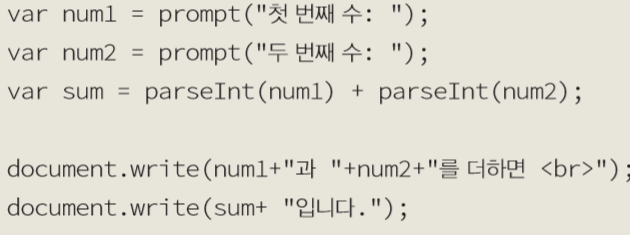 var num1 = prompt("첫 번째 수: ");
var num2 = prompt("두 번째 수: ");
var sum = parseInt(num1) + parseInt(num2);
document.write(num1+"과 "+num2+"를 더하면 <br>");
document.write(sum+ "입니다.");